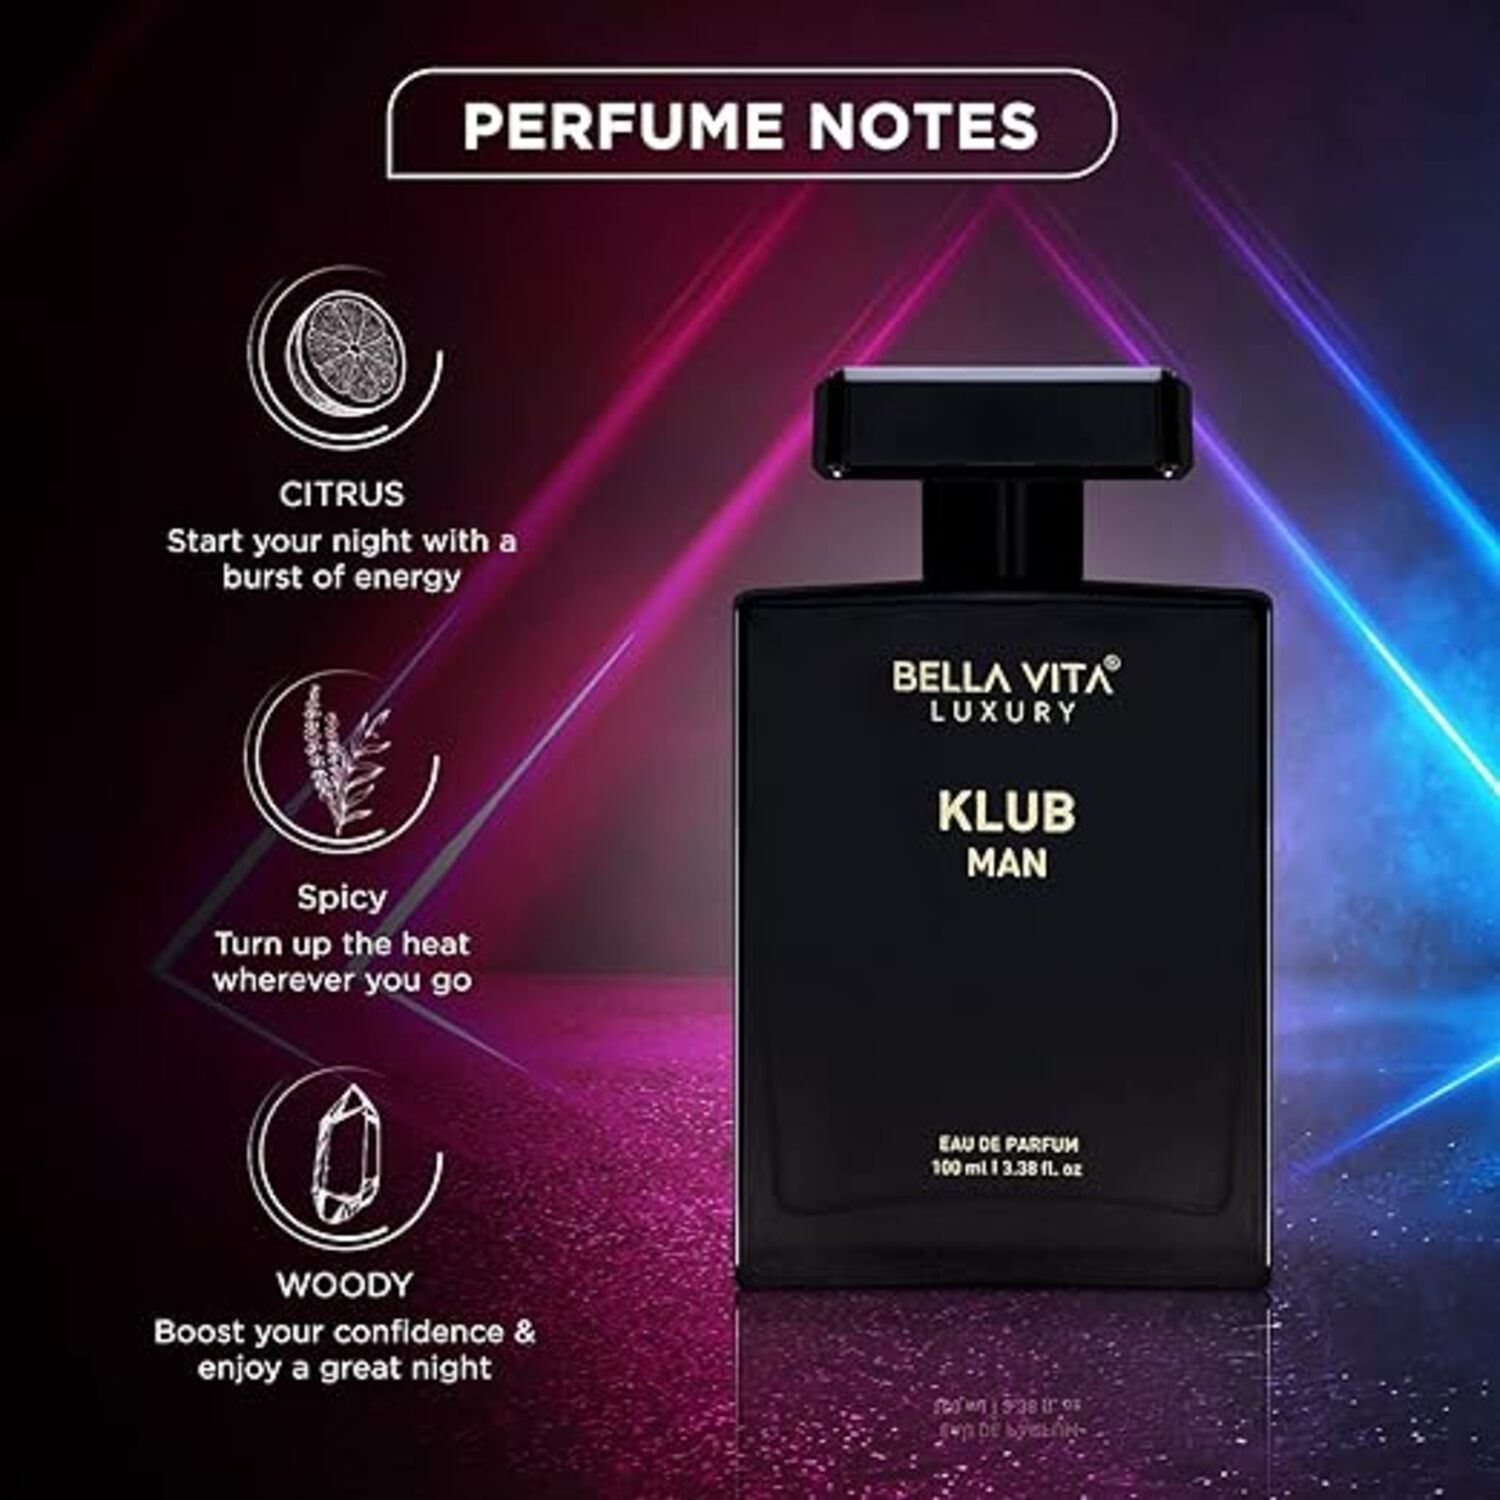 PERFUME NOTES
CITRUS
Start your night with a
burst of energy
Spicy
Turn up the heat
wherever you go
WOODY
Boost your confidence &
enjoy a great night
BELLA VITA®
LUXURY
KLUB
MAN
EAU DE PARFUM
100 ml | 3.38 fl. oz